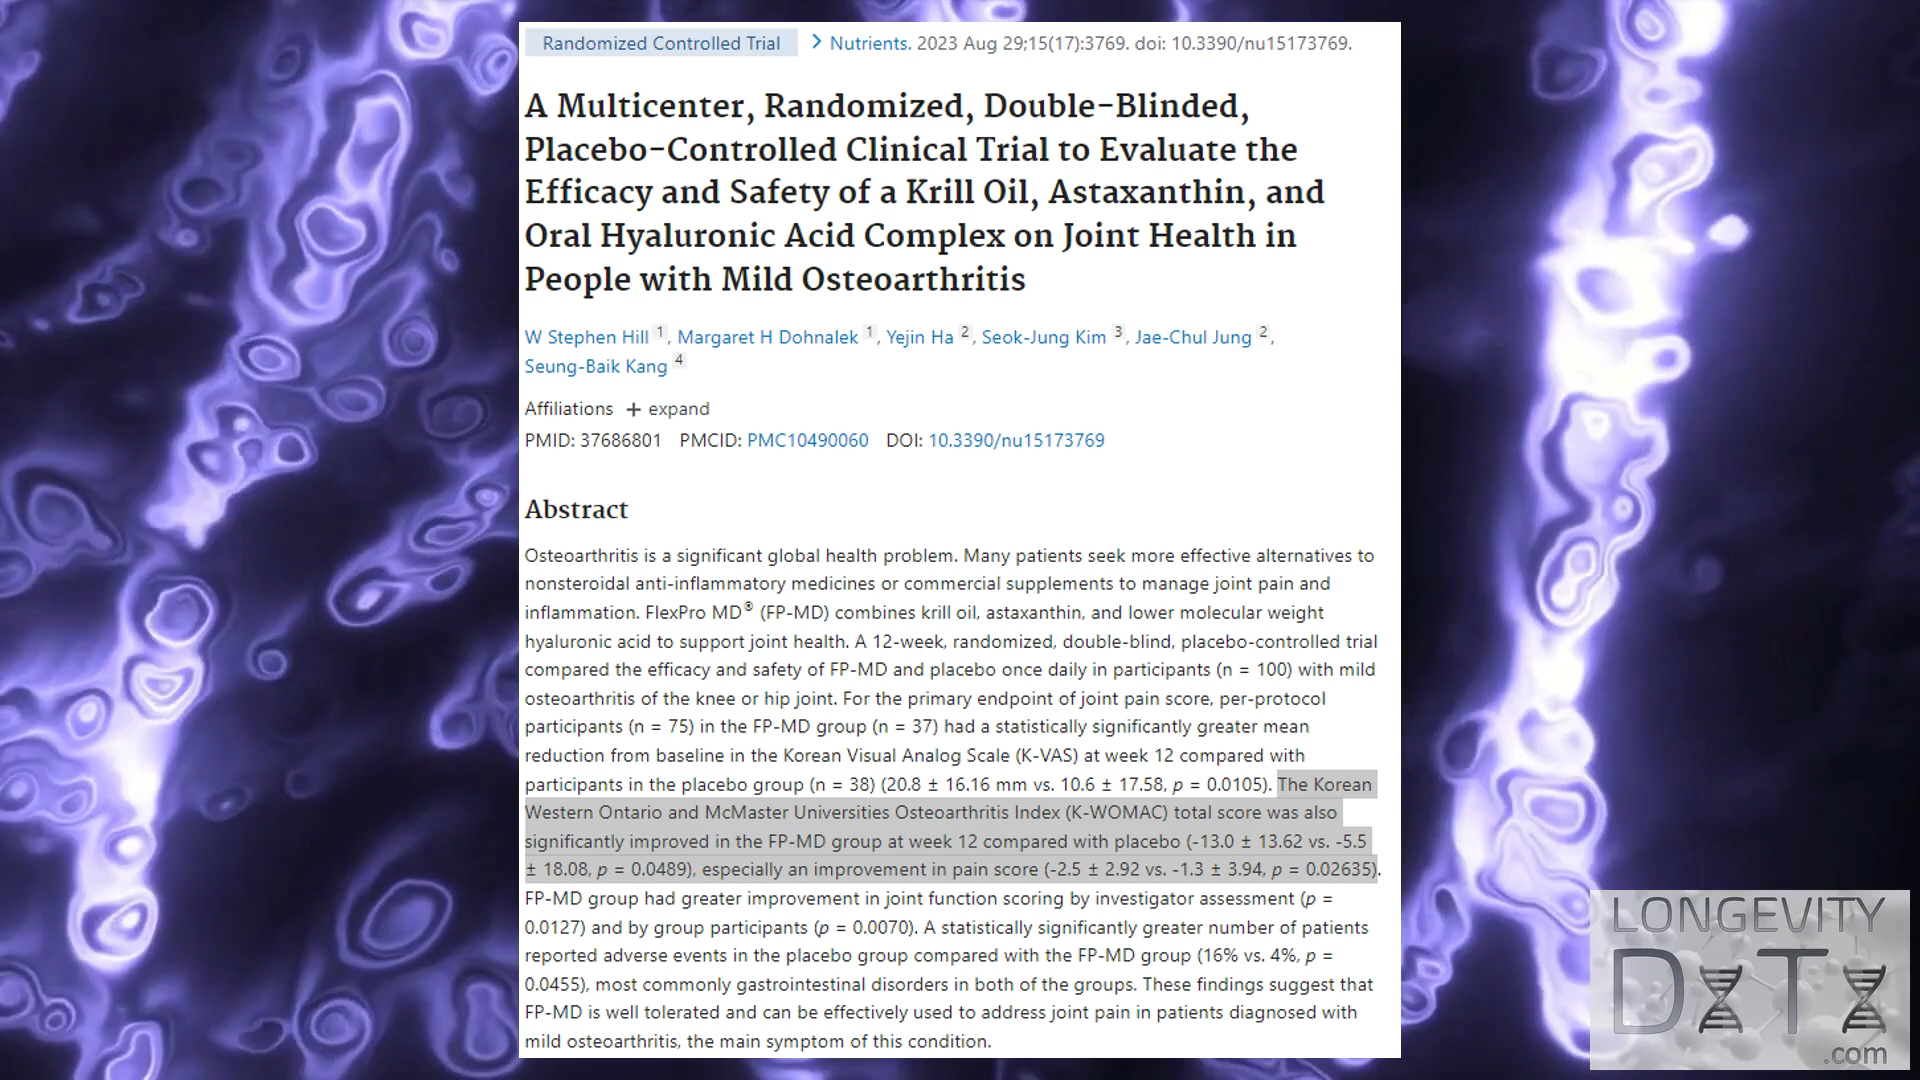 Randomized Controlled Trial > Nutrients. 2023 Aug 29;15(17):3769. doi: 10.3390/nu15173769.
A Multicenter, Randomized, Double-Blinded,
Placebo-Controlled Clinical Trial to Evaluate the
Efficacy and Safety of a Krill Oil, Astaxanthin, and
Oral Hyaluronic Acid Complex on Joint Health in
People with Mild Osteoarthritis
W Stephen Hill 1, Margaret H Dohnalek 1, Yejin Ha 2, Seok-Jung Kim 3, Jae-Chul Jung 2,
Seung-Baik Kang 4
Affiliations + expand
PMID: 37686801 PMCID: PMC10490060 DOI: 10.3390/nu15173769
Abstract
Osteoarthritis is a significant global health problem. Many patients seek more effective alternatives to
nonsteroidal anti-inflammatory medicines or commercial supplements to manage joint pain and
inflammation. FlexPro MD® (FP-MD) combines krill oil, astaxanthin, and lower molecular weight
hyaluronic acid to support joint health. A 12-week, randomized, double-blind, placebo-controlled trial
compared the efficacy and safety of FP-MD and placebo once daily in participants (n = 100) with mild
osteoarthritis of the knee or hip joint. For the primary endpoint of joint pain score, per-protocol
participants (n = 75) in the FP-MD group (n = 37) had a statistically significantly greater mean
reduction from baseline in the Korean Visual Analog Scale (K-VAS) at week 12 compared with
participants in the placebo group (n = 38) (20.8 ± 16.16 mm vs. 10.6 ± 17.58, p = 0.0105). The Korean
Western Ontario and McMaster Universities Osteoarthritis Index (K-WOMAC) total score was also
significantly improved in the FP-MD group at week 12 compared with placebo (-13.0 ± 13.62 vs. -5.5
± 18.08, p = 0.0489), especially an improvement in pain score (-2.5 ± 2.92 vs. -1.3 ± 3.94, p = 0.02635).
FP-MD group had greater improvement in joint function scoring by investigator assessment (p =
0.0127) and by group participants (p = 0.0070). A statistically significantly greater number of patients
reported adverse events in the placebo group compared with the FP-MD group (16% vs. 4%, p =
0.0455), most commonly gastrointestinal disorders in both of the groups. These findings suggest that
FP-MD is well tolerated and can be effectively used to address joint pain in patients diagnosed with
mild osteoarthritis, the main symptom of this condition.
LONGEVITY
DxTx
.com